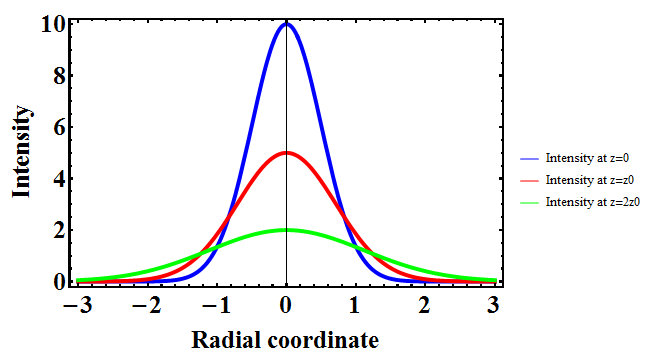 10
8
6
4
2
0
Intensity
−3 −2 −1 0 1 2 3
Radial coordinate
Intensity at z=0
Intensity at z=z0
Intensity at z=2z0